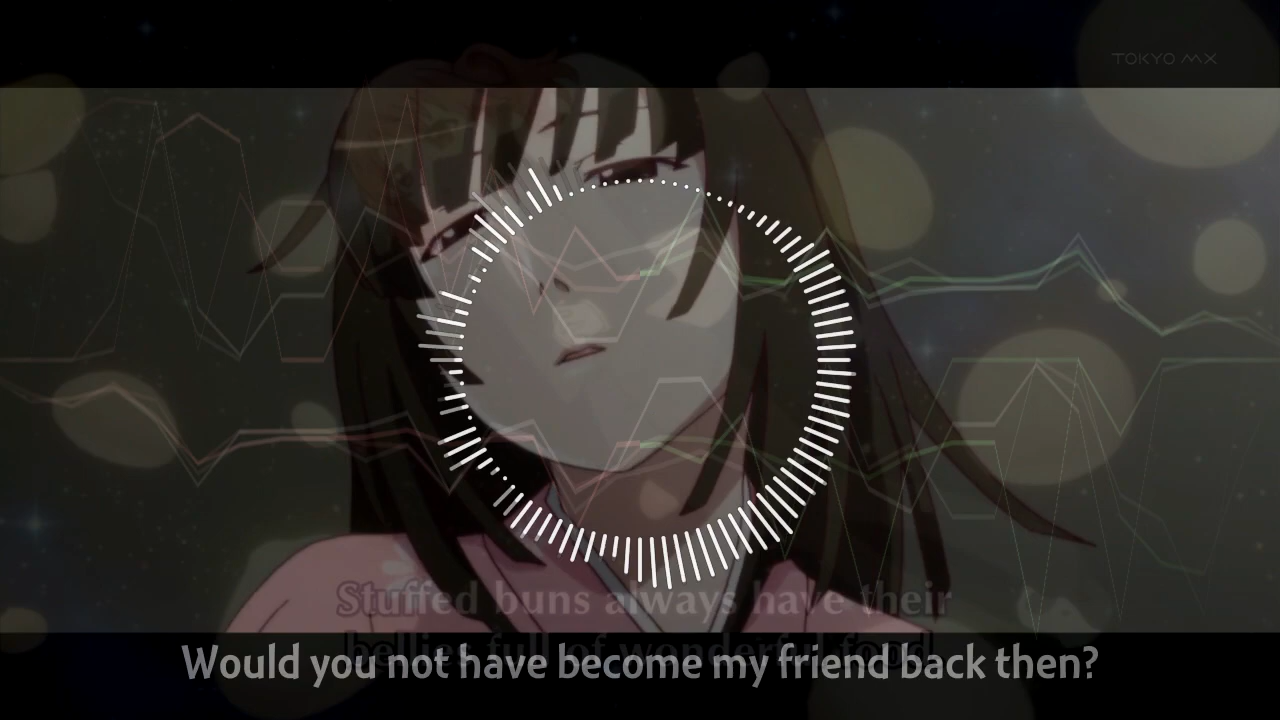 TOKYO MX
Stuffed buns always have their
bellies full of wonderful food
Would you not have become my friend back then?